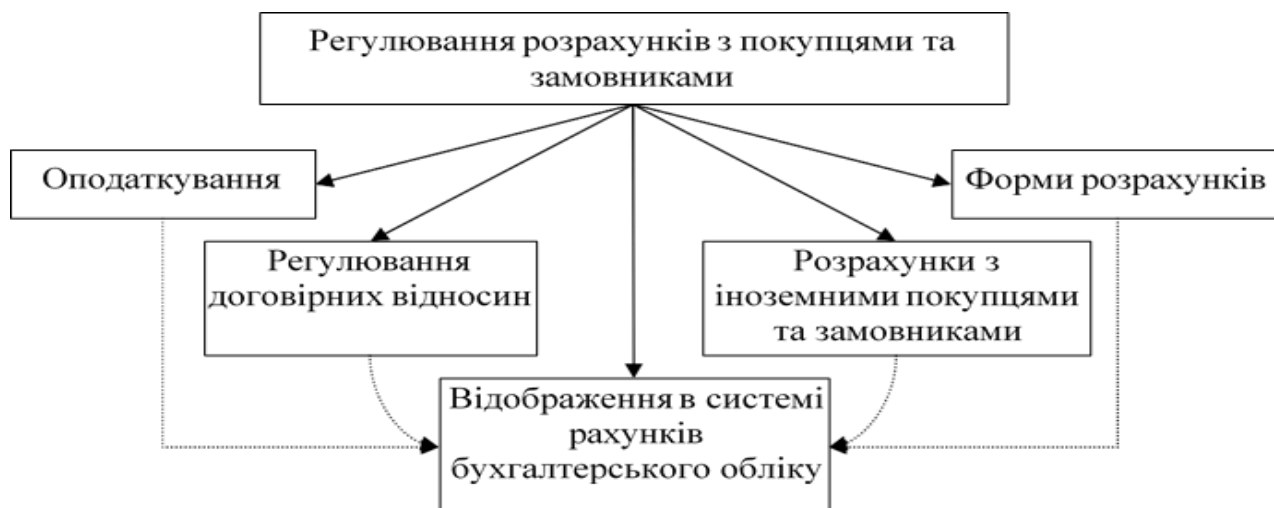 Регулювання розрахунків з покупцями та
замовниками
Оподаткування
Форми розрахунків
Регулювання
договірних відносин
Розрахунки з
іноземними покупцями
та замовниками
Відображення в системі
рахунків
бухгалтерського обліку